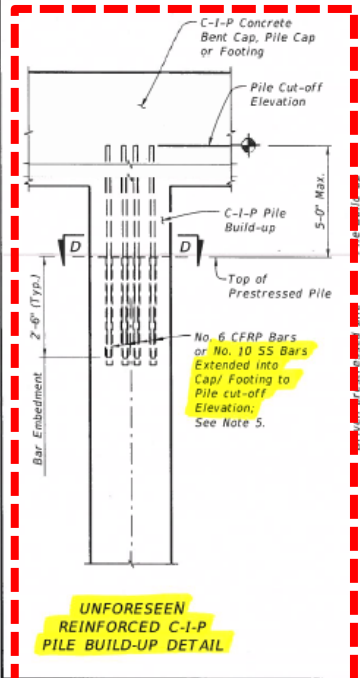 C-I-P Concrete
Bent Cap, Pile Cap
or Footing
Pile Cut-off
Elevation
5'-0" Max.
C-I-P Pile
Build-up
D
D
Top of
Prestressed Pile
2'-6" (Typ.)
No. 6 CFRP Bars
or No. 10 SS Bars
Extended into
Cap/ Footing to
Pile cut-off
Elevation;
See Note 5.
Bar Embedment
UNFORESEEN
REINFORCED C-I-P
PILE BUILD-UP DETAIL